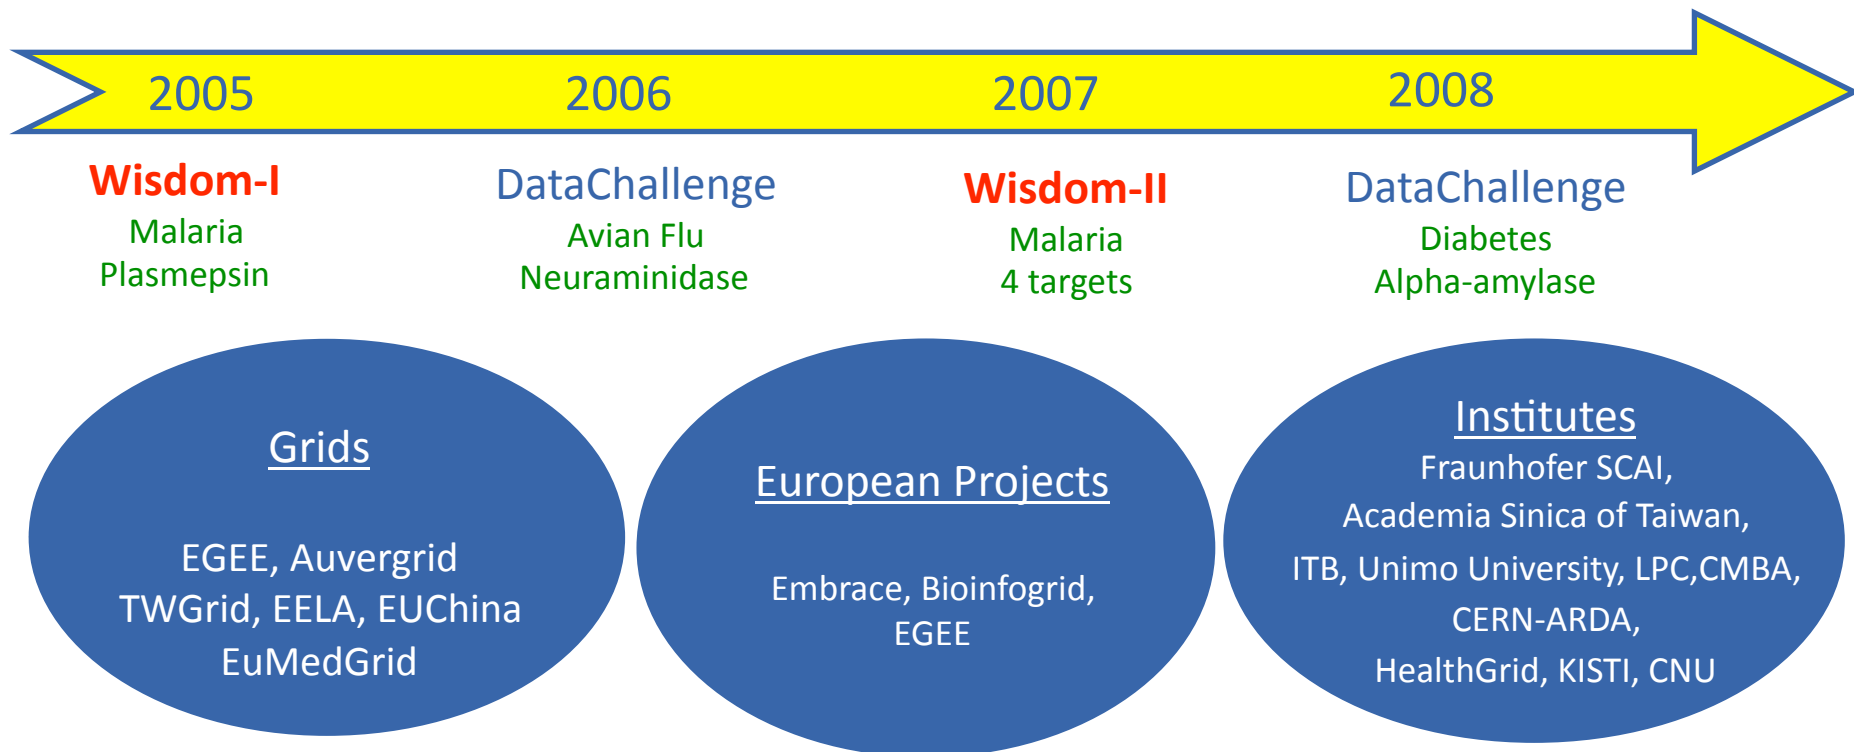 2005
2006
2007
2008
Wisdom-I
Malaria
Plasmepsin
DataChallenge
Avian Flu
Neuraminidase
Wisdom-II
Malaria
4 targets
DataChallenge
Diabetes
Alpha-amylase
Grids
EGEE, Auvergrid
TWGrid, EELA, EUChina
EuMedGrid
European Projects
Embrace, Bioinfogrid,
EGEE
Institutes
Fraunhofer SCAI,
Academia Sinica of Taiwan,
ITB, Unimo University, LPC,CMBA,
CERN-ARDA,
HealthGrid, KISTI, CNU